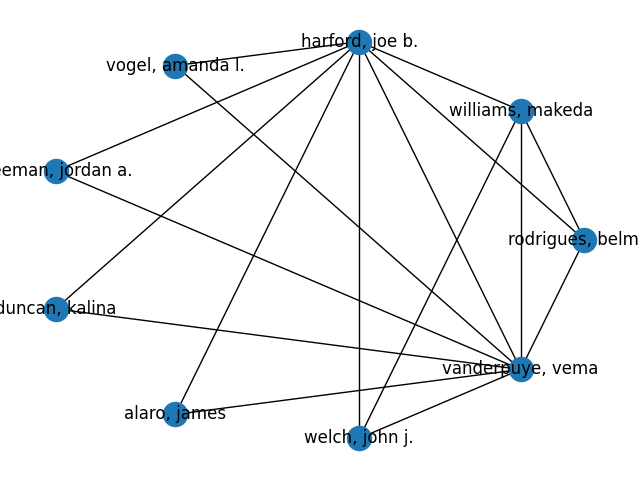 harford, joe b.
vogel, amanda l.
williams, makeda
eeman, jordan a.
rodrigues, belm
duncan, kalina
vanderpuye, vema
alaro, james
welch, john j.